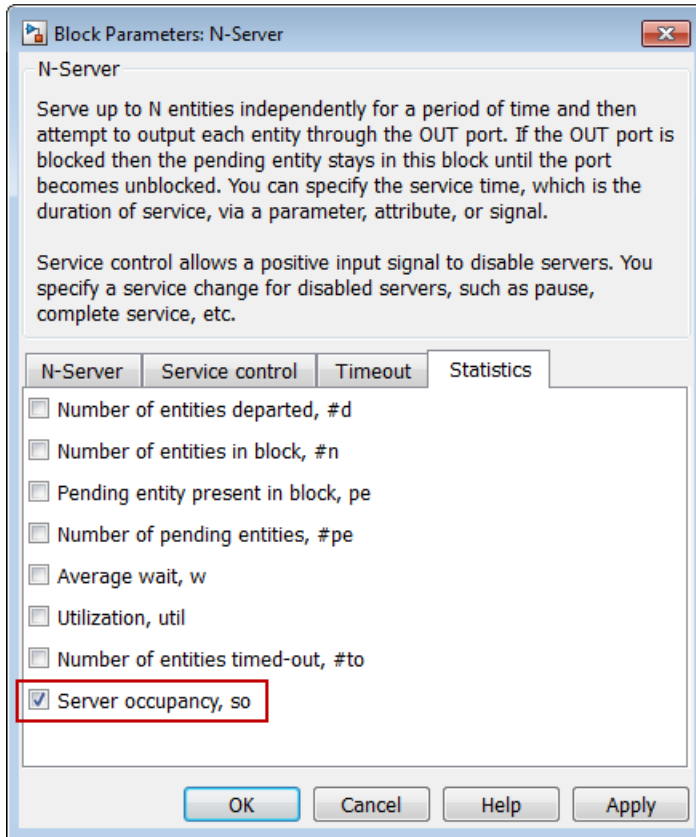 Block Parameters: N-Server
N-Server
Serve up to N entities independently for a period of time and then
attempt to output each entity through the OUT port. If the OUT port is
blocked then the pending entity stays in this block until the port
becomes unblocked. You can specify the service time, which is the
duration of service, via a parameter, attribute, or signal.
Service control allows a positive input signal to disable servers. You
specify a service change for disabled servers, such as pause,
complete service, etc.
N-Server Service control Timeout Statistics
Number of entities departed, #d
Number of entities in block, #n
Pending entity present in block, pe
Number of pending entities, #pe
Average wait, w
Utilization, util
Number of entities timed-out, #to
Server occupancy, so
OK Cancel Help Apply